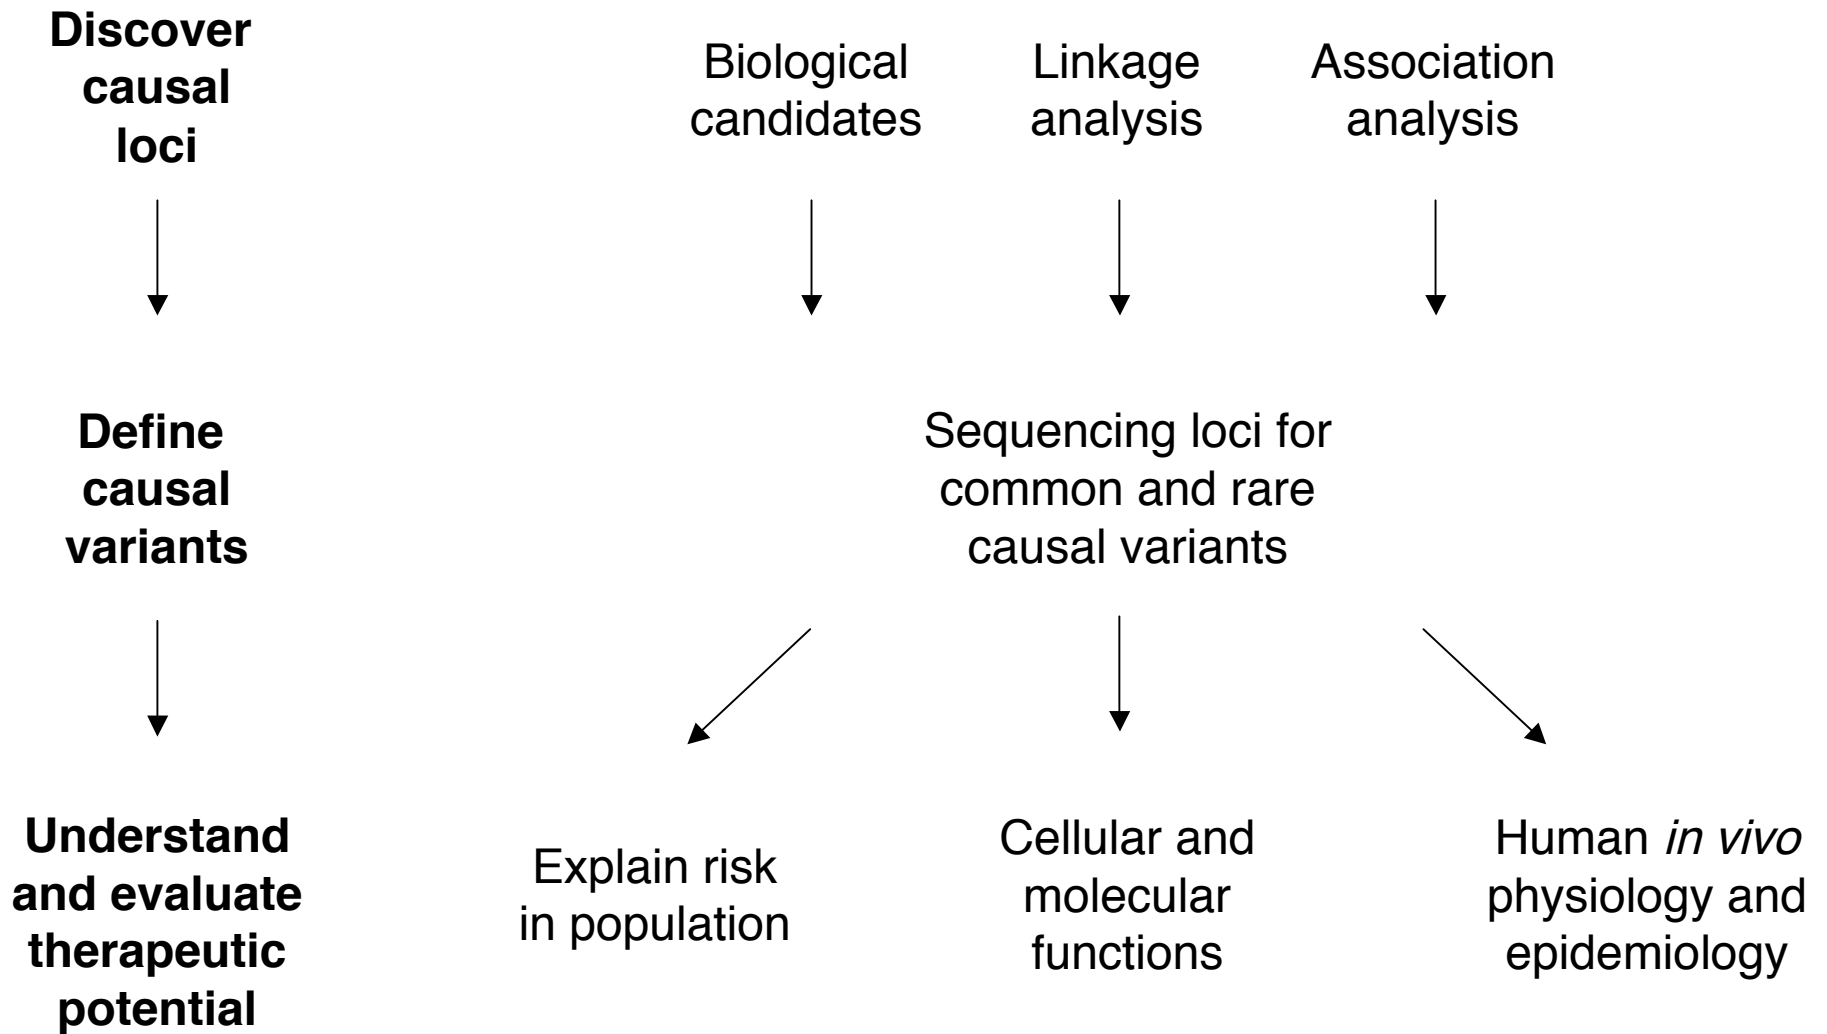 Discover
causal
loci
Biological
candidates
Linkage
analysis
Association
analysis
Define
causal
variants
Sequencing loci for
common and rare
causal variants
Understand
and evaluate
therapeutic
potential
Explain risk
in population
Cellular and
molecular
functions
Human in vivo
physiology and
epidemiology